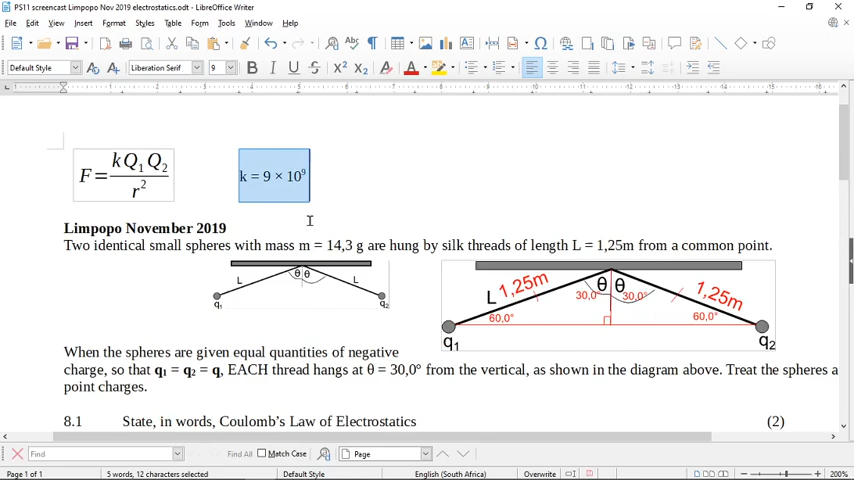 PS11 screencast Limpopo Nov 2019 electrostatics.odt - LibreOffice Writer
File Edit View Insert Format Styles Table Form Tools Window Help
Default Style Liberation Serif 9
F = k Q1 Q2 / r²
k = 9 × 10⁹
Limpopo November 2019
Two identical small spheres with mass m = 14,3 g are hung by silk threads of length L = 1,25m from a common point.
L θ θ L
q1 q2
L 1,25m θ θ 1,25m
30,0° 30,0°
60,0° 60,0°
q1 q2
When the spheres are given equal quantities of negative
charge, so that q₁ = q₂ = q, EACH thread hangs at θ = 30,0° from the vertical, as shown in the diagram above. Treat the spheres a
point charges.
8.1 State, in words, Coulomb's Law of Electrostatics (2)
Find Find All Match Case Page
Page 1 of 1 5 words, 12 characters selected Default Style English (South Africa) Overwrite 200%